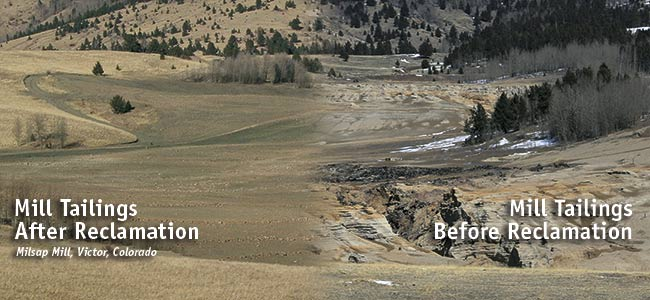 Mill Tailings
After Reclamation
Milsap Mill, Victor, Colorado
Mill Tailings
Before Reclamation